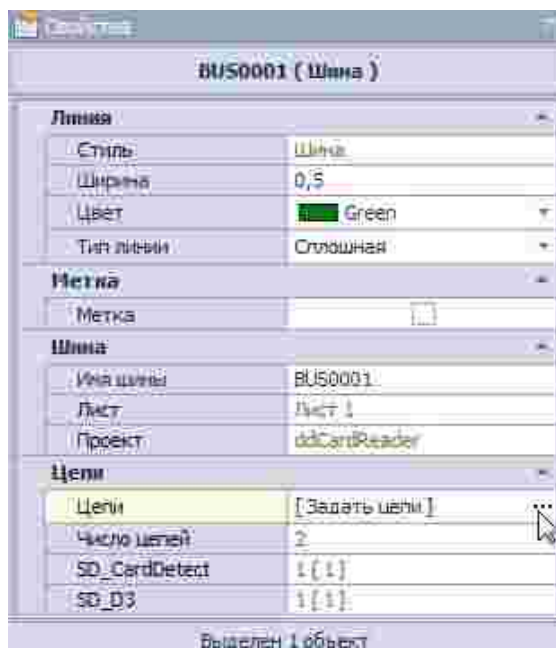 Свойства
BUS0001 ( Шина )
Линия
Стиль Шина
Ширина 0,5
Цвет Green
Тип линии Сплошная
Метка
Метка
Шина
Имя шины BUS0001
Лист Лист 1
Проект ddCardReader
Цепи
Цепи [ Задать цепи ] ...
Число цепей 2
SD_CardDetect 1 [ 1 ]
SD_D3 1 [ 1 ]
Выделен 1 объект